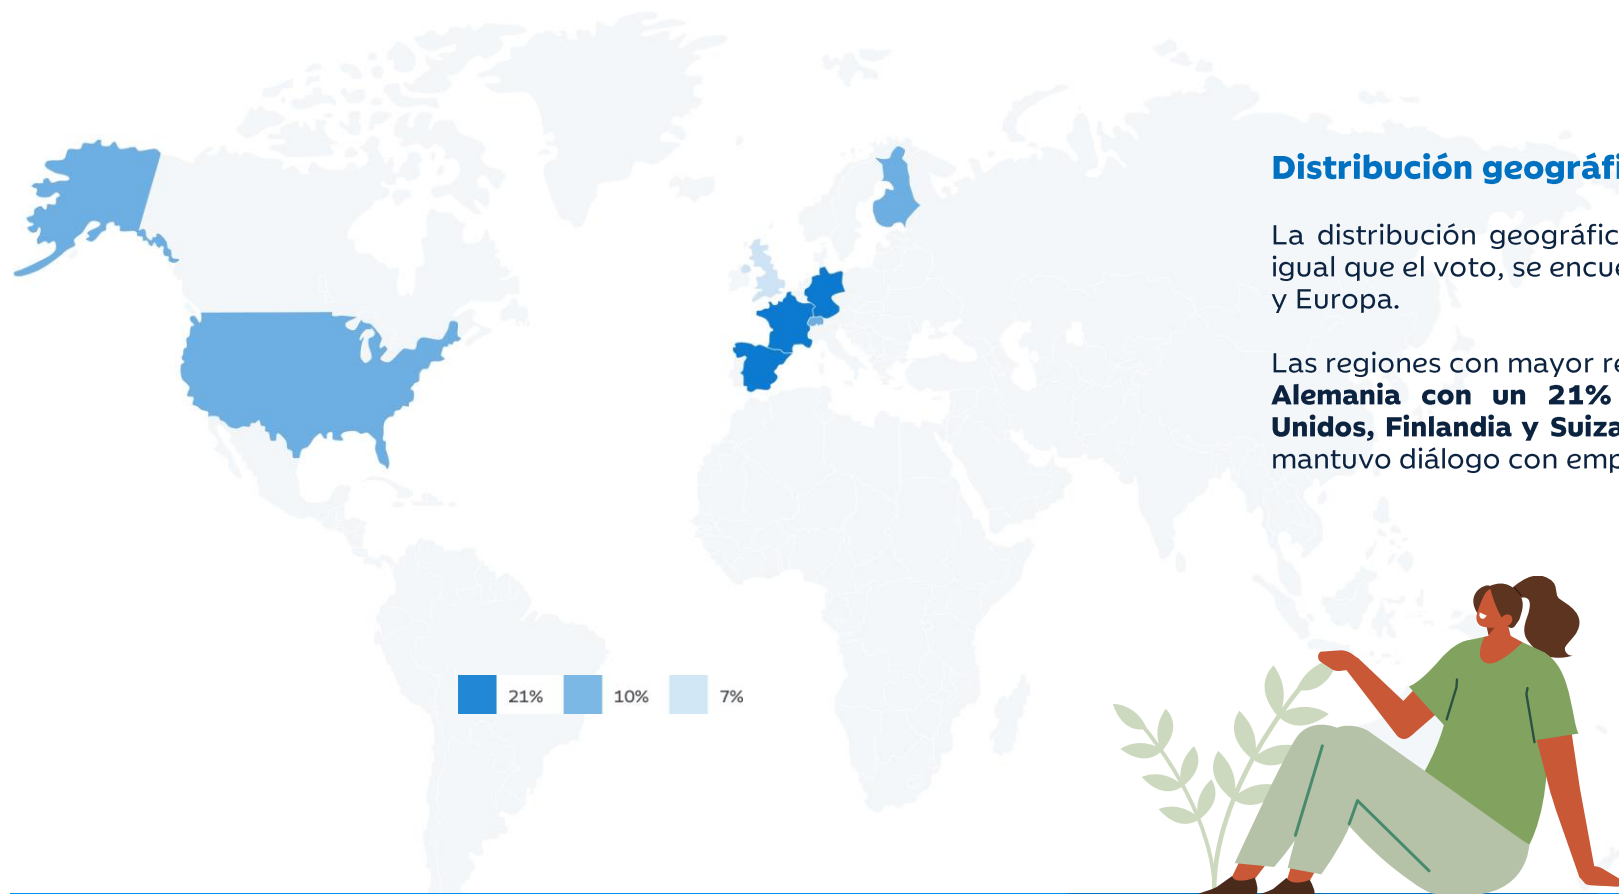 Distribución geográfi
La distribución geográfic
igual que el voto, se encue
y Europa.
Las regiones con mayor re
Alemania con un 21%
Unidos, Finlandia y Suiza
mantuvo diálogo con emp
21% 10% 7%